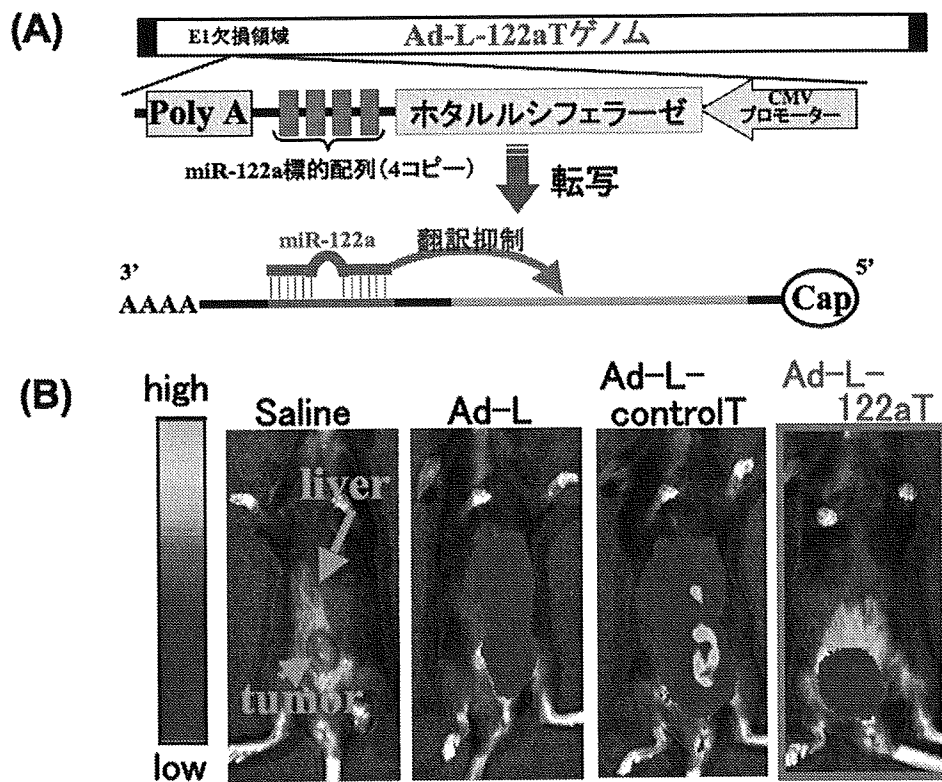 (A)
E1欠損領域 Ad-L-122aTゲノム
Poly A ホタルルシフェラーゼ CMV
プロモーター
miR-122a標的配列(4コピー)
転写
miR-122a 翻訳抑制
3’ 5’
AAAA Cap
(B)
high
low
Saline
liver
tumor
Ad-L
Ad-L-
controlT
Ad-L-
122aT